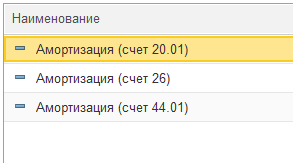 Наименование
Амортизация (счет 20.01)
Амортизация (счет 26)
Амортизация (счет 44.01)